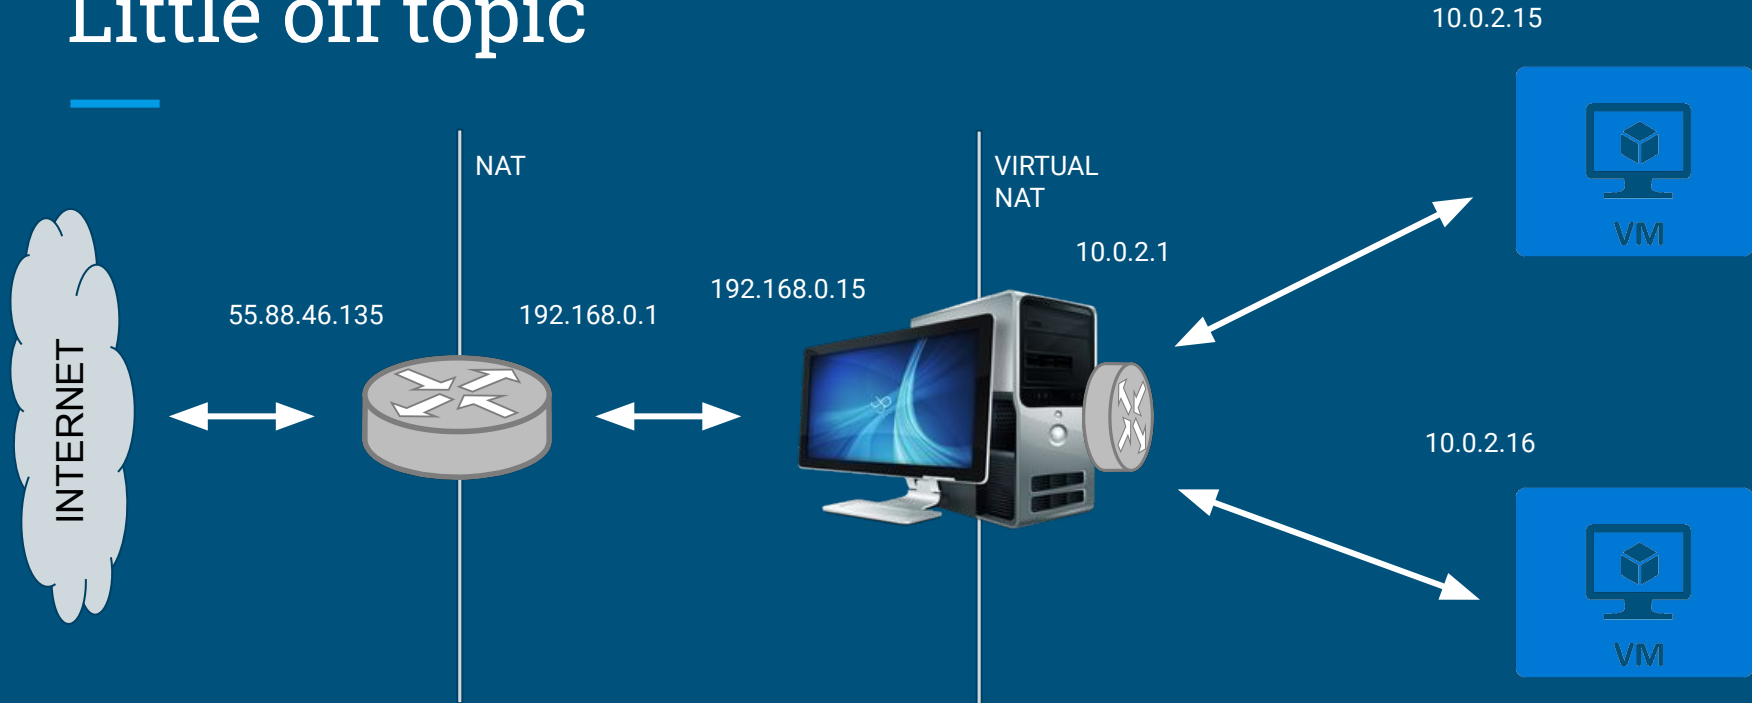 Little off topic
10.0.2.15
NAT
VIRTUAL
NAT
VM
10.0.2.1
192.168.0.15
55.88.46.135
192.168.0.1
INTERNET
10.0.2.16
VM